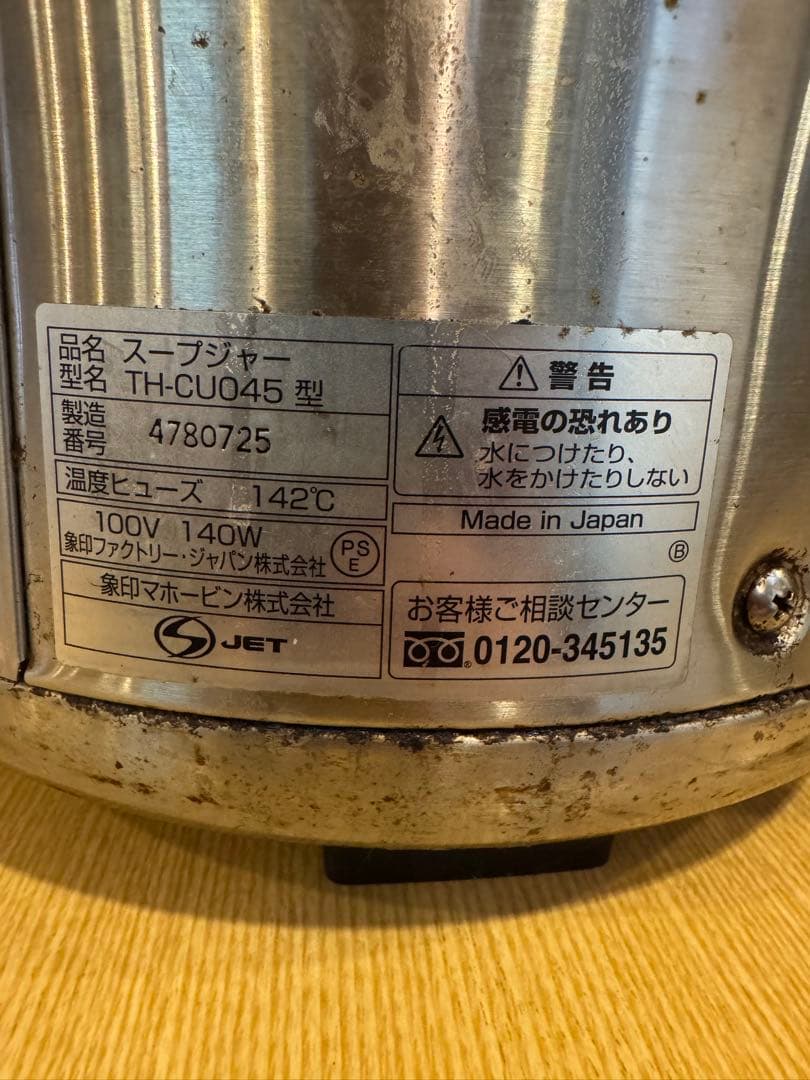 品名 スープジャー
型名 TH-CU045 型
製造番号 4780725
温度ヒューズ 142℃
100V 140W
象印ファクトリー・ジャパン株式会社
PS
E
象印マホービン株式会社
JET
警告
感電の恐れあり
水につけたり、
水をかけたりしない
Made in Japan
Ⓑ
お客様ご相談センター
0120-345135